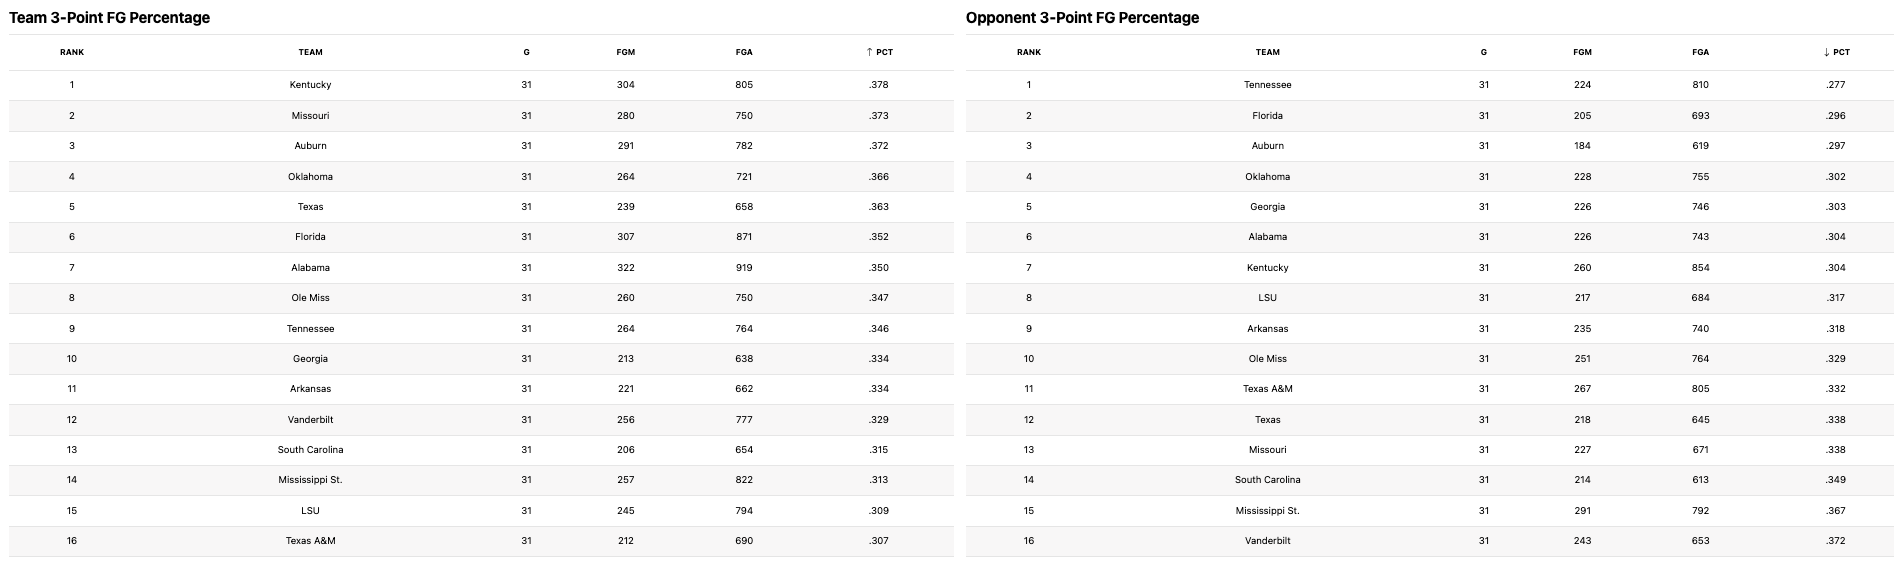 Team 3-Point FG Percentage
RANK TEAM G FGM FGA ↑ PCT
1 Kentucky 31 304 805 .378
2 Missouri 31 280 750 .373
3 Auburn 31 291 782 .372
4 Oklahoma 31 264 721 .366
5 Texas 31 239 658 .363
6 Florida 31 307 871 .352
7 Alabama 31 322 919 .350
8 Ole Miss 31 260 750 .347
9 Tennessee 31 264 764 .346
10 Georgia 31 213 638 .334
11 Arkansas 31 221 662 .334
12 Vanderbilt 31 256 777 .329
13 South Carolina 31 206 654 .315
14 Mississippi St. 31 257 822 .313
15 LSU 31 245 794 .309
16 Texas A&M 31 212 690 .307
Opponent 3-Point FG Percentage
RANK TEAM G FGM FGA ↓ PCT
1 Tennessee 31 224 810 .277
2 Florida 31 205 693 .296
3 Auburn 31 184 619 .297
4 Oklahoma 31 228 755 .302
5 Georgia 31 226 746 .303
6 Alabama 31 226 743 .304
7 Kentucky 31 260 854 .304
8 LSU 31 217 684 .317
9 Arkansas 31 235 740 .318
10 Ole Miss 31 251 764 .329
11 Texas A&M 31 267 805 .332
12 Texas 31 218 645 .338
13 Missouri 31 227 671 .338
14 South Carolina 31 214 613 .349
15 Mississippi St. 31 291 792 .367
16 Vanderbilt 31 243 653 .372